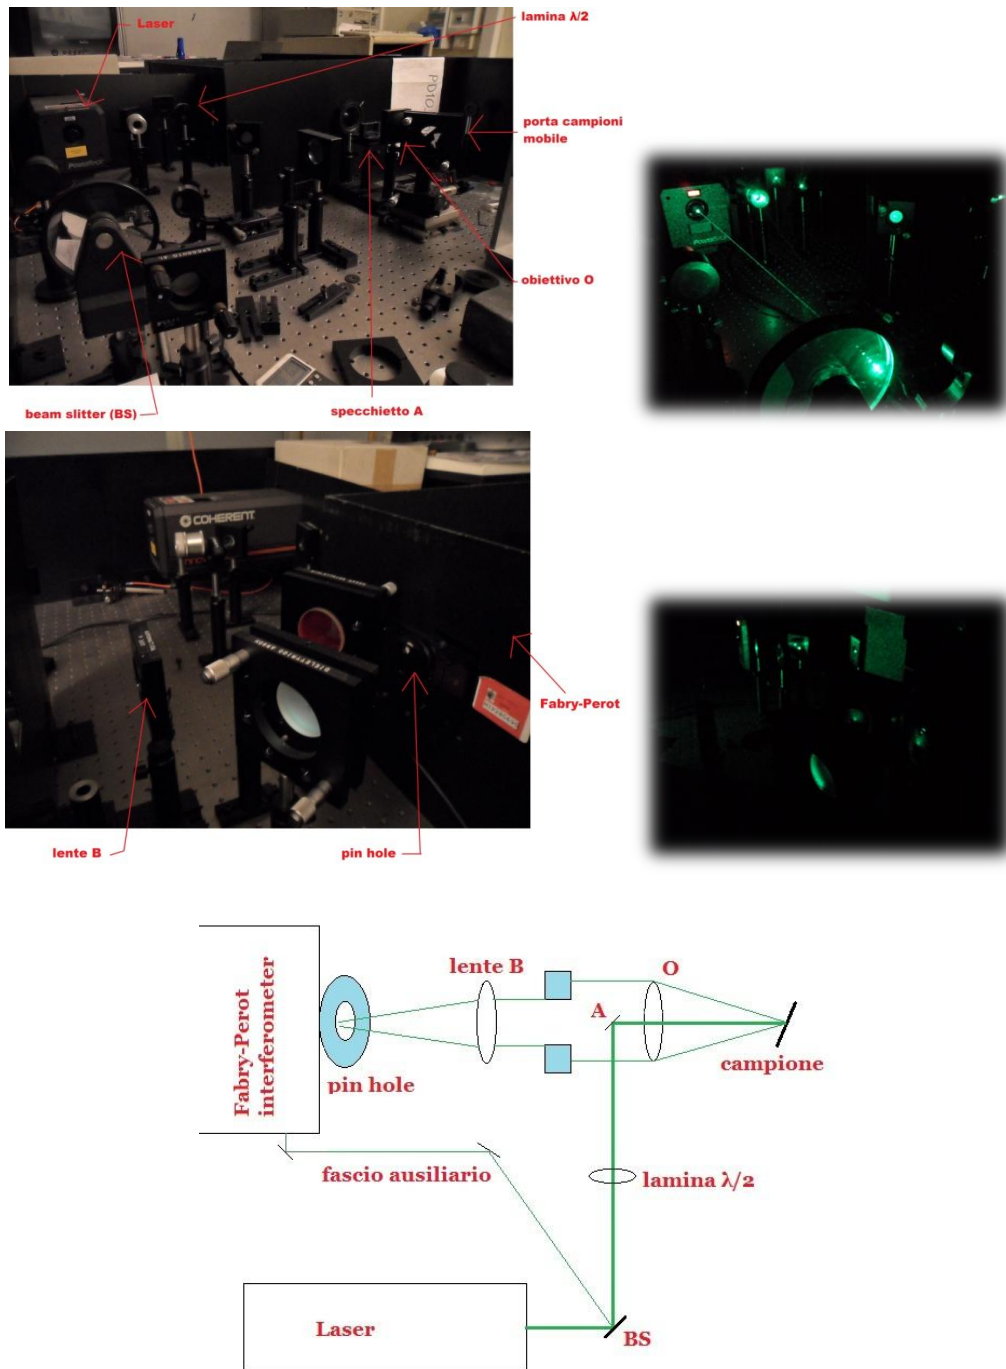 Laser
lamina λ/2
PD10
porta campioni
mobile
obiettivo O
beam slitter (BS)
specchietto A
COHERENT
Fabry-Perot
lente B
pin hole
Fabry-Perot
interferometer
lente B
O
A
campione
pin hole
fascio ausiliario
lamina λ/2
Laser
BS